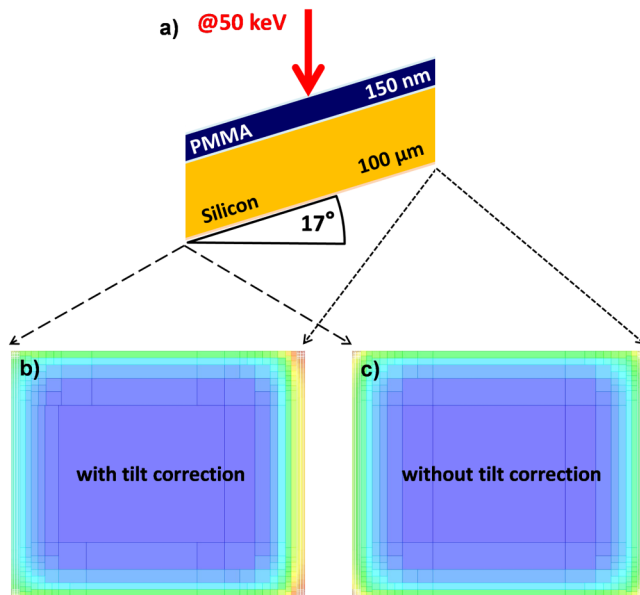 a)
@50 keV
150 nm
PMMA
100 µm
Silicon
17°
b)
c)
with tilt correction
without tilt correction